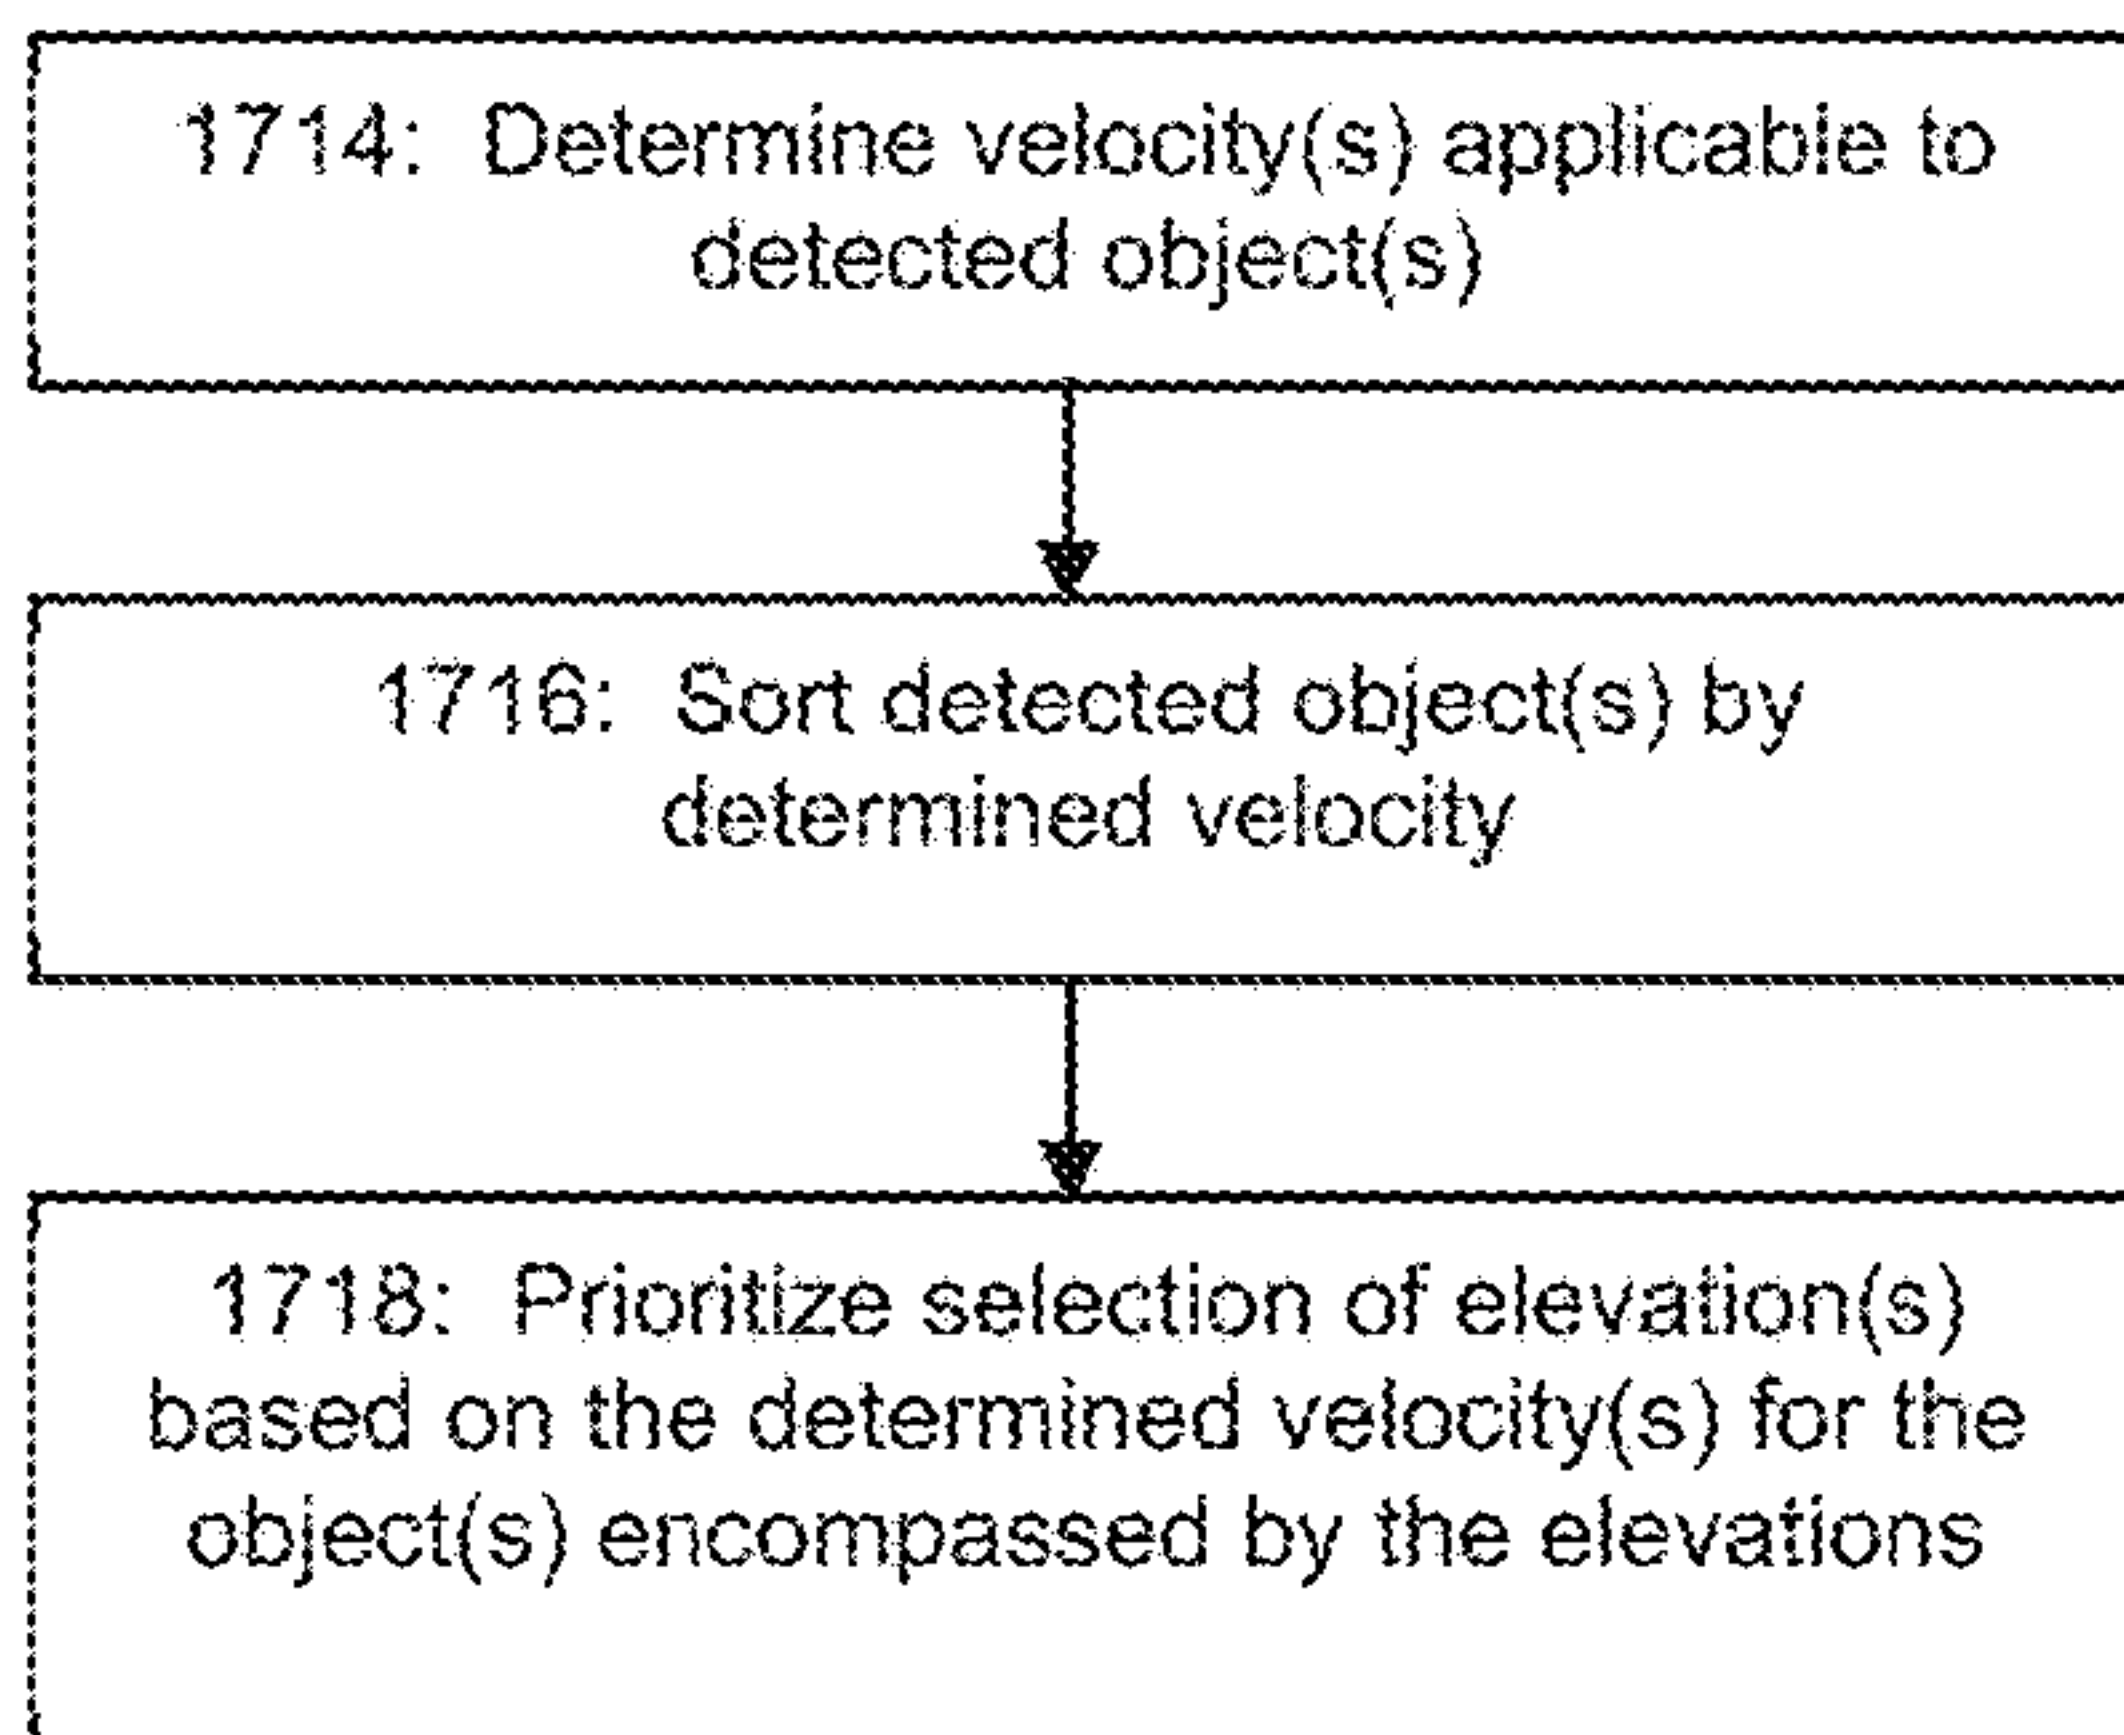 1714:  Determine velocity(s) applicable to
detected object(s)
1716:  Sort detected object(s) by
determined velocity
1718:  Prioritize selection of elevation(s)
based on the determined velocity(s) for the
object(s) encompassed by the elevations